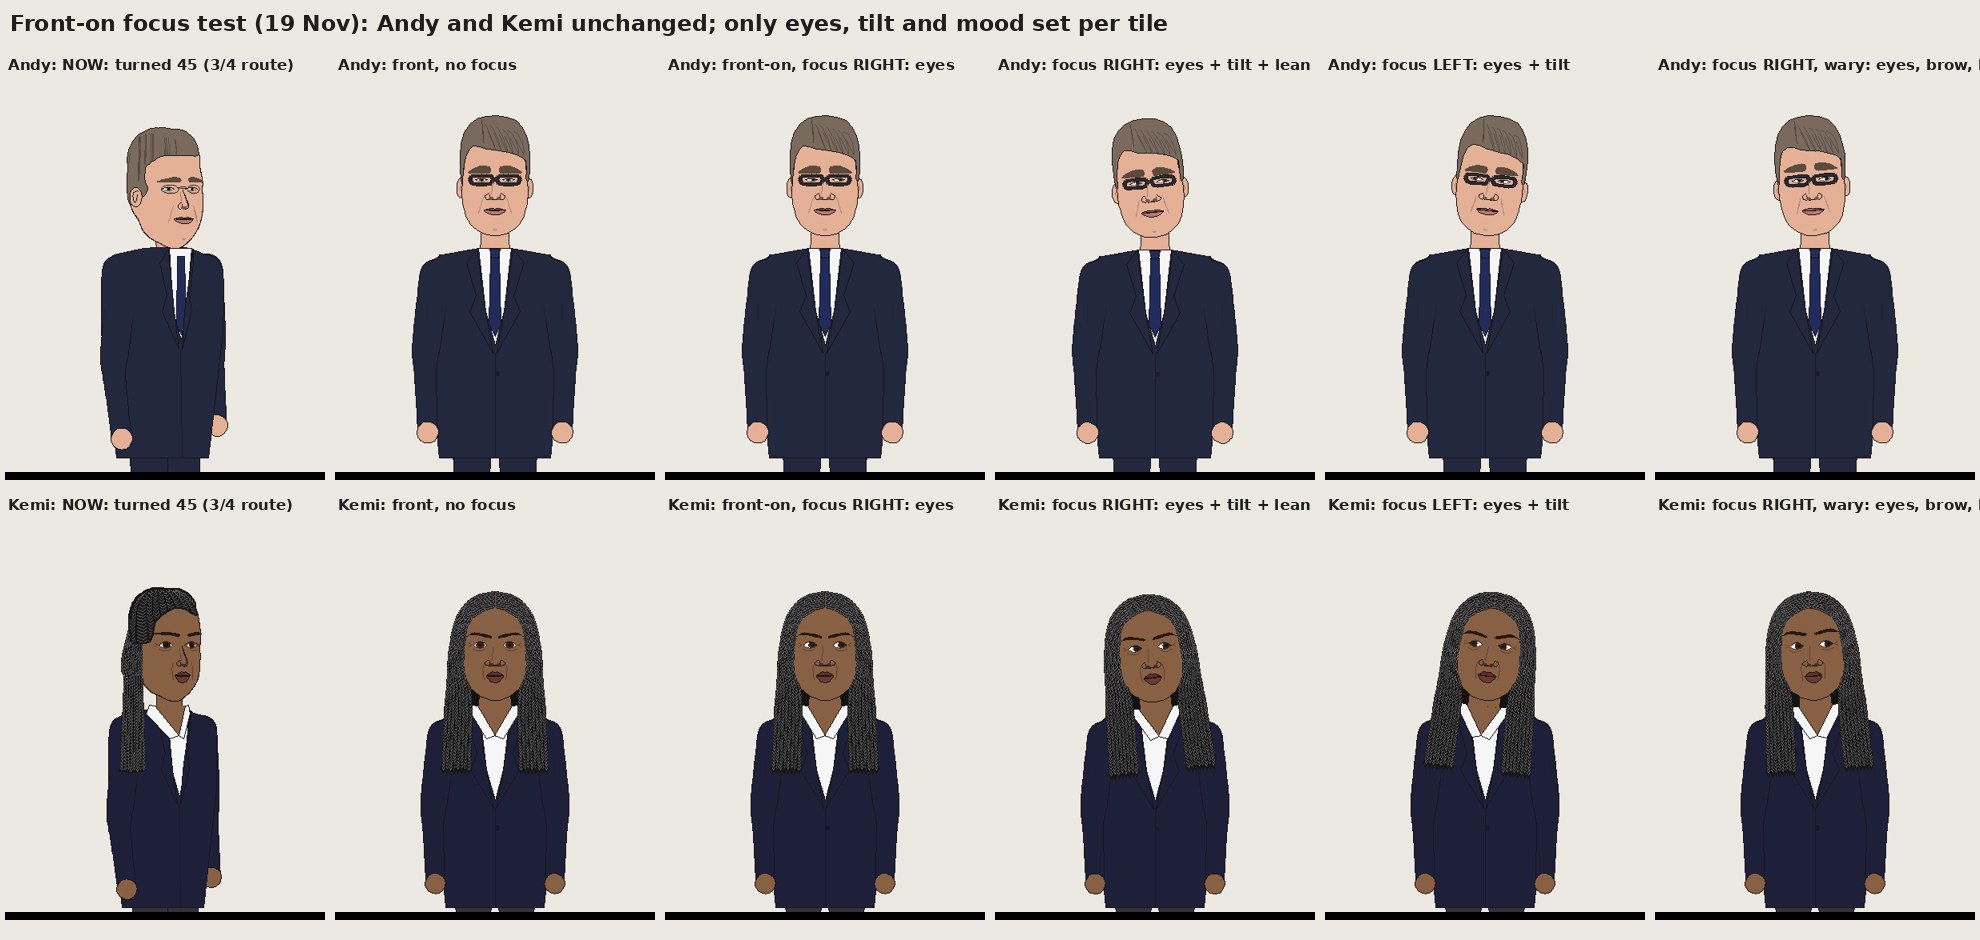 Front-on focus test (19 Nov): Andy and Kemi unchanged; only eyes, tilt and mood set per tile
Andy: NOW: turned 45 (3/4 route)
Andy: front, no focus
Andy: front-on, focus RIGHT: eyes
Andy: focus RIGHT: eyes + tilt + lean
Andy: focus LEFT: eyes + tilt
Andy: focus RIGHT, wary: eyes, brow,
Kemi: NOW: turned 45 (3/4 route)
Kemi: front, no focus
Kemi: front-on, focus RIGHT: eyes
Kemi: focus RIGHT: eyes + tilt + lean
Kemi: focus LEFT: eyes + tilt
Kemi: focus RIGHT, wary: eyes, brow,